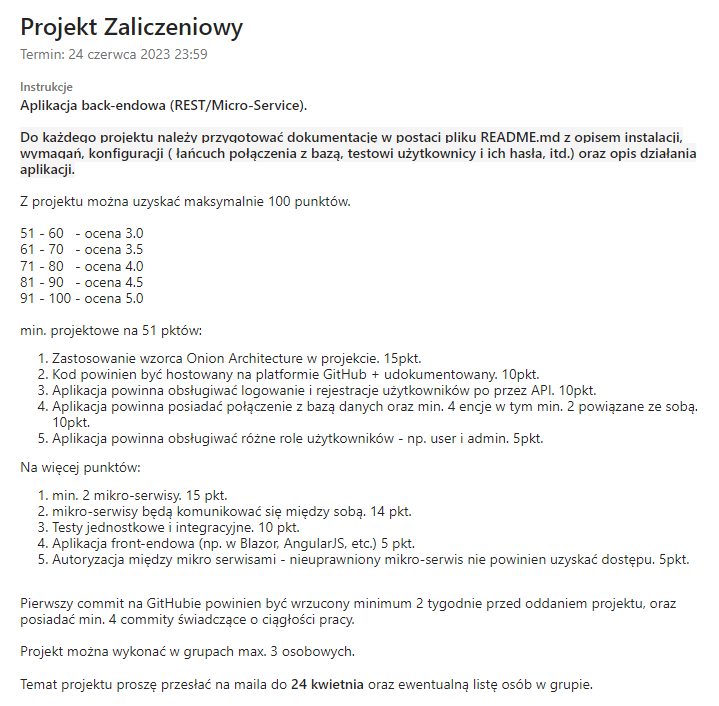 Projekt Zaliczeniowy
Termin: 24 czerwca 2023 23:59
Instrukcje
Aplikacja back-endowa (REST/Micro-Service).
Do każdego projektu należy przygotować dokumentację w postaci pliku README.md z opisem instalacji,
wymagań, konfiguracji ( łańcuch połączenia z bazą, testowi użytkownicy i ich hasła, itd.) oraz opis działania
aplikacji.
Z projektu można uzyskać maksymalnie 100 punktów.
51 - 60 - ocena 3.0
61 - 70 - ocena 3.5
71 - 80 - ocena 4.0
81 - 90 - ocena 4.5
91 - 100 - ocena 5.0
min. projektowe na 51 pktów:
1. Zastosowanie wzorca Onion Architecture w projekcie. 15pkt.
2. Kod powinien być hostowany na platformie GitHub + udokumentowany. 10pkt.
3. Aplikacja powinna obsługiwać logowanie i rejestracje użytkowników po przez API. 10pkt.
4. Aplikacja powinna posiadać połączenie z bazą danych oraz min. 4 encje w tym min. 2 powiązane ze sobą.
10pkt.
5. Aplikacja powinna obsługiwać różne role użytkowników - np. user i admin. 5pkt.
Na więcej punktów:
1. min. 2 mikro-serwisy. 15 pkt.
2. mikro-serwisy będą komunikować się między sobą. 14 pkt.
3. Testy jednostkowe i integracyjne. 10 pkt.
4. Aplikacja front-endowa (np. w Blazor, AngularJS, etc.) 5 pkt.
5. Autoryzacja między mikro serwisami - nieuprawniony mikro-serwis nie powinien uzyskać dostępu. 5pkt.
Pierwszy commit na GitHubie powinien być wrzucony minimum 2 tygodnie przed oddaniem projektu, oraz
posiadać min. 4 commity świadczące o ciągłości pracy.
Projekt można wykonać w grupach max. 3 osobowych.
Temat projektu proszę przesłać na maila do 24 kwietnia oraz ewentualną listę osób w grupie.